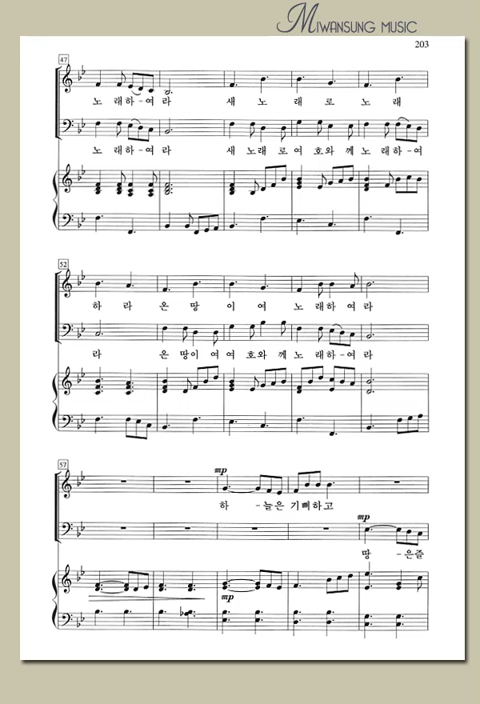 MIWANSUNG MUSIC
203
47
노 래하-여라 새 노 래 로 노 래
노 래하-여라 새 노래 로여 호와 께 노 래하-여
52
하 라 온 땅 이 여 노 래하 여라
라 온 땅이 여여 호와 께 노 래하-여라
57
mp
하 -늘은 기뻐하고
mp
땅 -은즐
mp